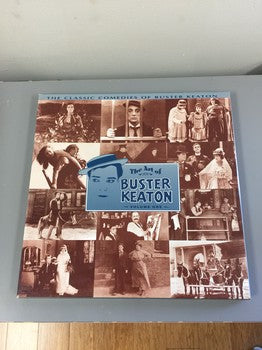 THE CLASSIC COMEDIES OF BUSTER KEATON
The Art of
BUSTER
KEATON
VOLUME ONE